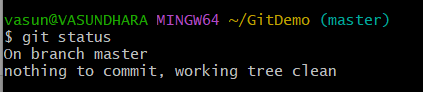 vasun@VASUNDHARA MINGW64 ~/GitDemo (master)
$ git status
On branch master
nothing to commit, working tree clean